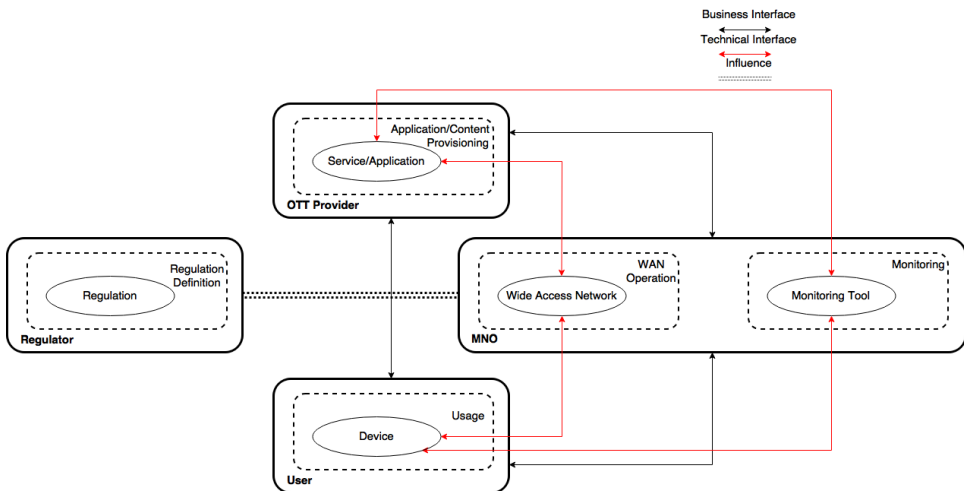 Business Interface
Technical Interface
Influence
Application/Content
Provisioning
Service/Application
OTT Provider
Regulation
Definition
Regulation
Regulator
WAN
Operation
Wide Access Network
MNO
Monitoring
Monitoring Tool
Usage
Device
User